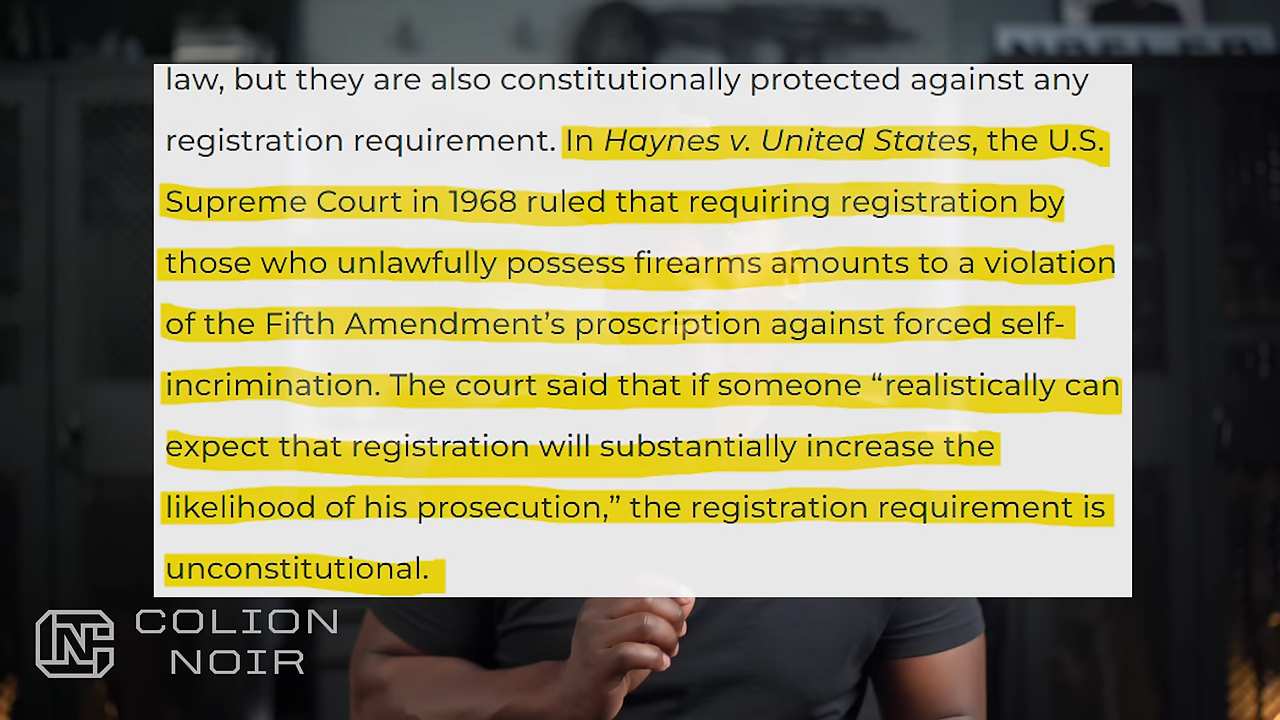 law, but they are also constitutionally protected against any
registration requirement. In Haynes v. United States, the U.S.
Supreme Court in 1968 ruled that requiring registration by
those who unlawfully possess firearms amounts to a violation
of the Fifth Amendment’s proscription against forced self-
incrimination. The court said that if someone “realistically can
expect that registration will substantially increase the
likelihood of his prosecution,” the registration requirement is
unconstitutional.
COLION
NOIR